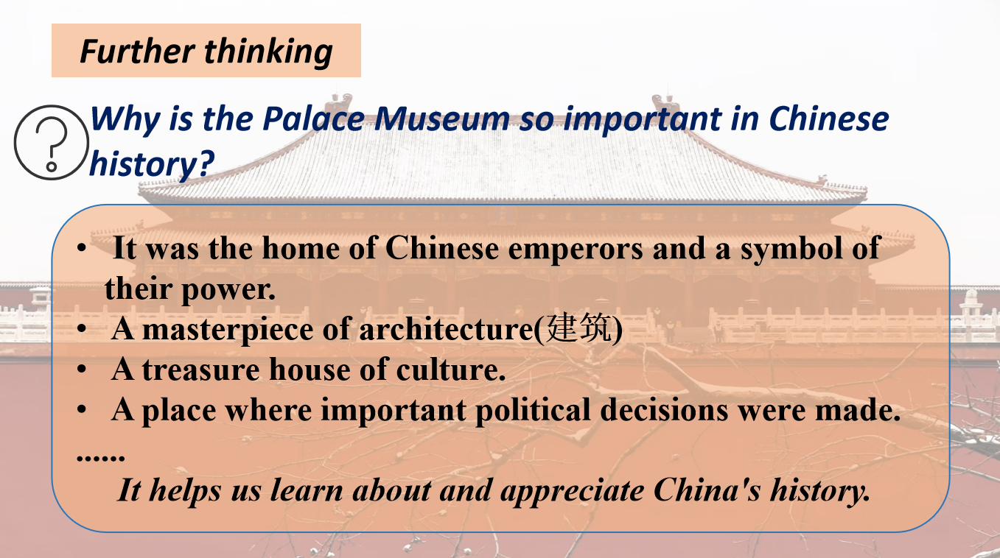 Further thinking
Why is the Palace Museum so important in Chinese
history?
• It was the home of Chinese emperors and a symbol of
their power.
• A masterpiece of architecture(建筑)
• A treasure house of culture.
• A place where important political decisions were made.
......
It helps us learn about and appreciate China's history.